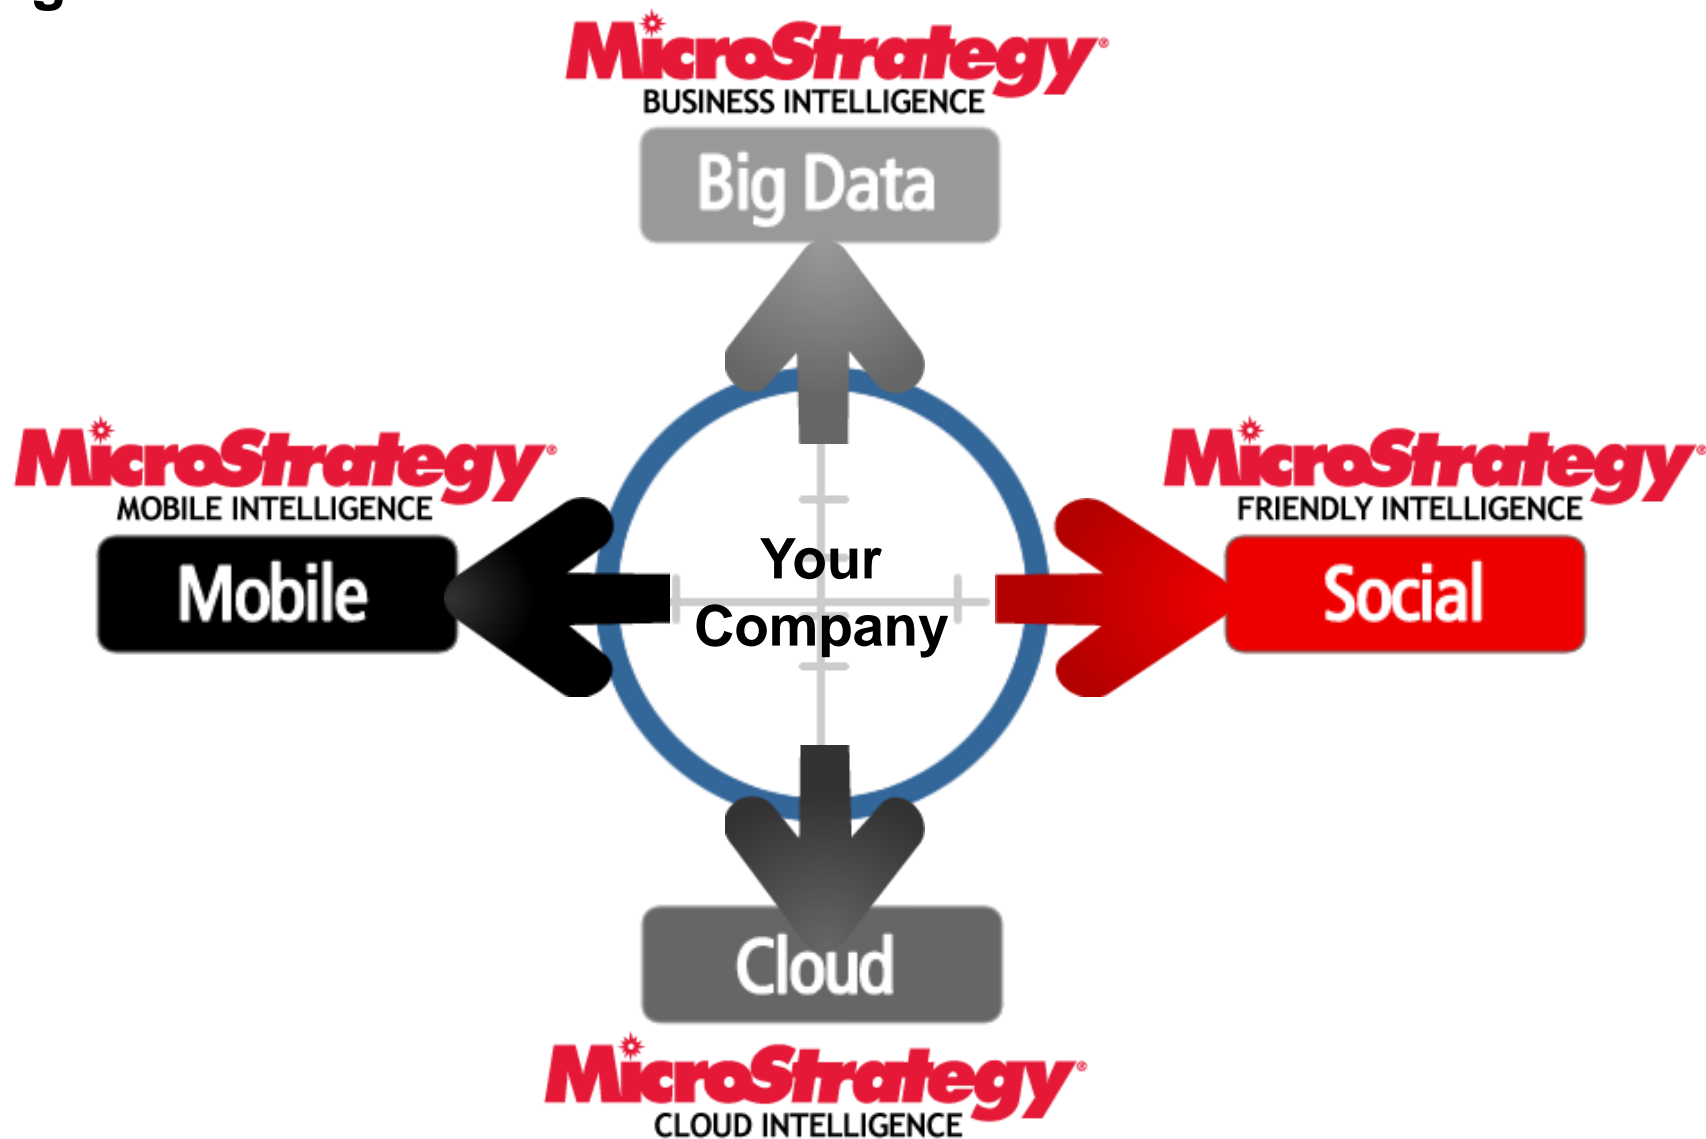 g
MicroStrategy®
BUSINESS INTELLIGENCE
Big Data
MicroStrategy®
MOBILE INTELLIGENCE
Mobile
Your
Company
MicroStrategy®
FRIENDLY INTELLIGENCE
Social
Cloud
MicroStrategy®
CLOUD INTELLIGENCE